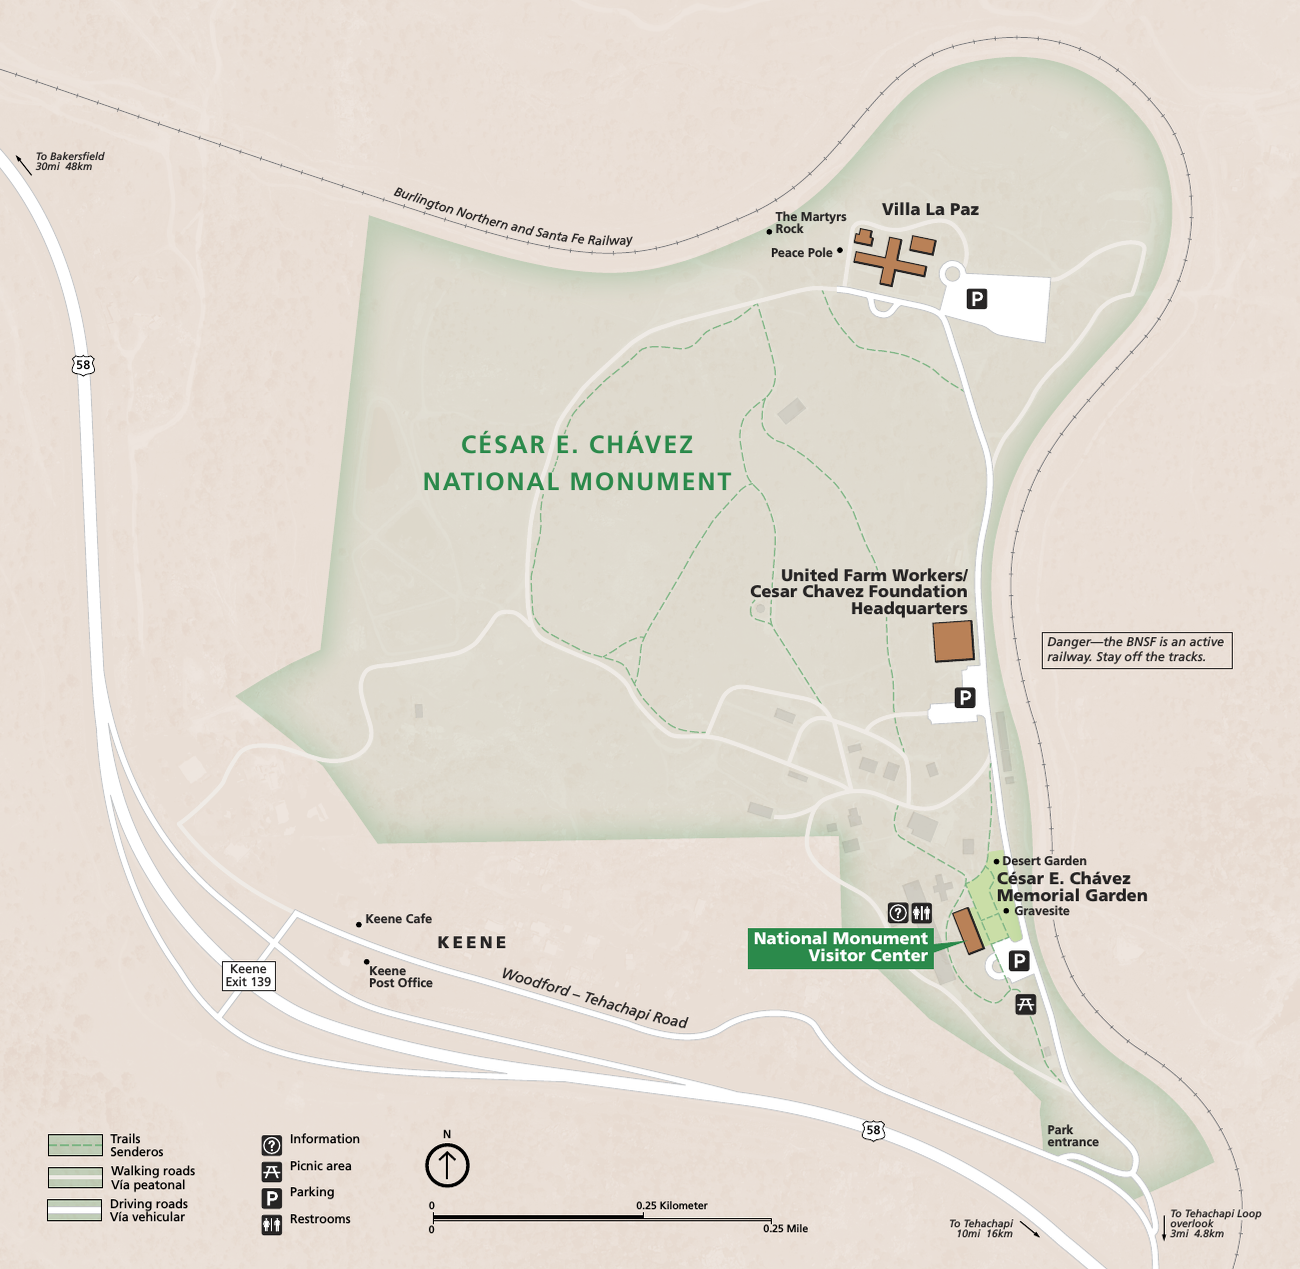 To Bakersfield
30mi 48km
Burlington Northern and Santa Fe Railway
The Martyrs
Rock
Villa La Paz
Peace Pole
P
58
CÉSAR E. CHÁVEZ
NATIONAL MONUMENT
United Farm Workers/
Cesar Chavez Foundation
Headquarters
Danger—the BNSF is an active
railway. Stay off the tracks.
P
Desert Garden
César E. Chávez
Memorial Garden
Gravesite
?
National Monument
Visitor Center
P
Keene Cafe
KEENE
Keene
Post Office
Keene
Exit 139
Woodford – Tehachapi Road
58
Park
entrance
Trails
Senderos
Walking roads
Vía peatonal
Driving roads
Vía vehicular
? Information
Picnic area
P Parking
Restrooms
N
0 0.25 Kilometer
0 0.25 Mile
To Tehachapi
10mi 16km
To Tehachapi Loop
overlook
3mi 4.8km